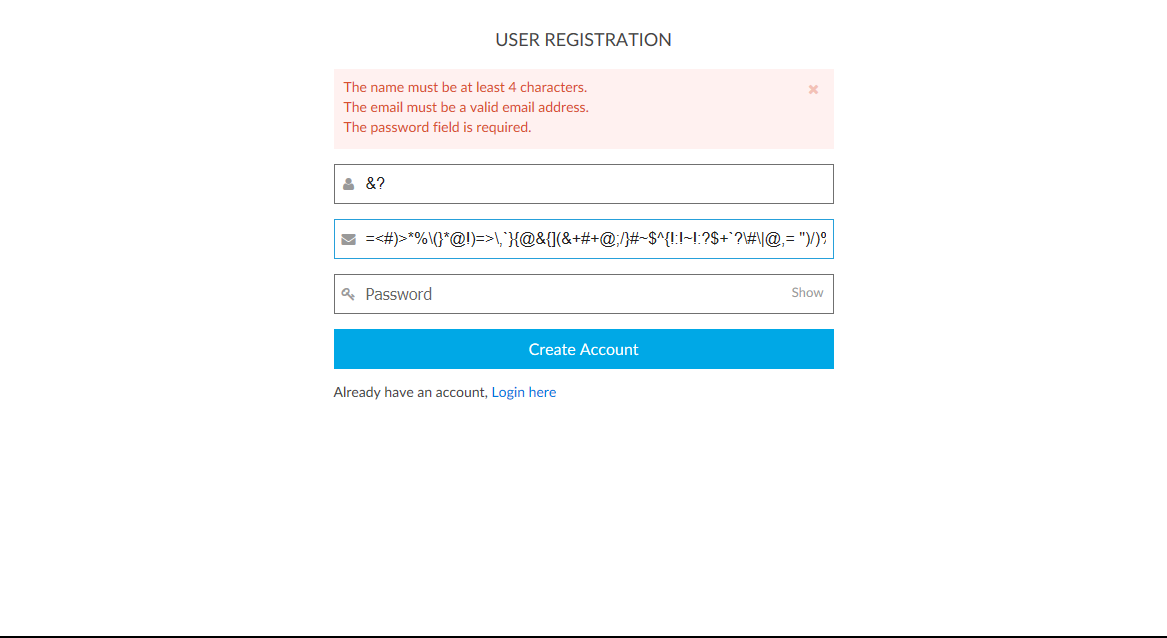 USER REGISTRATION
The name must be at least 4 characters.
The email must be a valid email address.
The password field is required.
&?
=<#)>*%\(}*@!)=>\,`}{@&{](&+#+@;/}#~$^{!:!~!:?$+`?\#\|@,= ")/)%
Password Show
Create Account
Already have an account, Login here